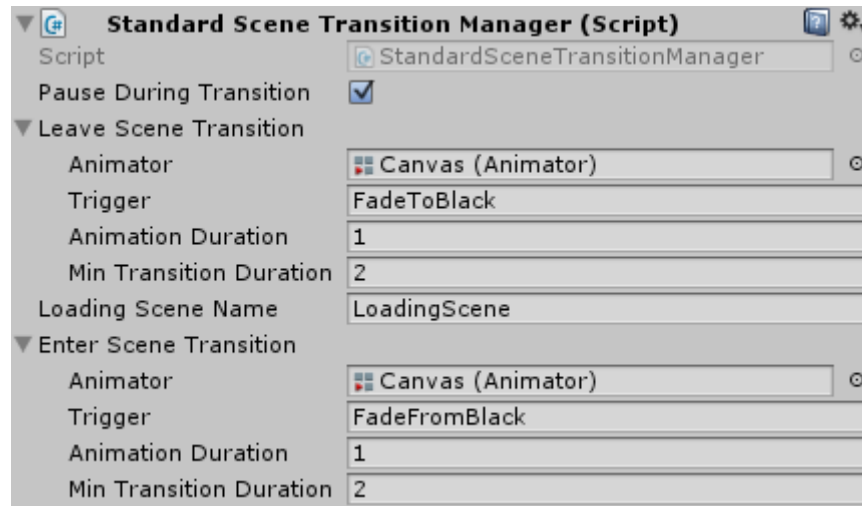 Standard Scene Transition Manager (Script)
Script StandardSceneTransitionManager
Pause During Transition
Leave Scene Transition
Animator Canvas (Animator)
Trigger FadeToBlack
Animation Duration 1
Min Transition Duration 2
Loading Scene Name LoadingScene
Enter Scene Transition
Animator Canvas (Animator)
Trigger FadeFromBlack
Animation Duration 1
Min Transition Duration 2